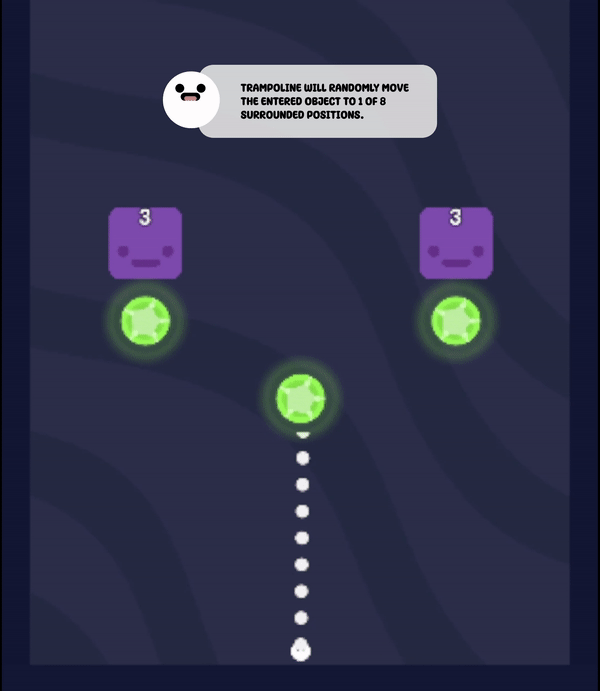 TRAMPOLINE WILL RANDOMLY MOVE
THE ENTERED OBJECT TO 1 OF 8
SURROUNDED POSITIONS.
3 3